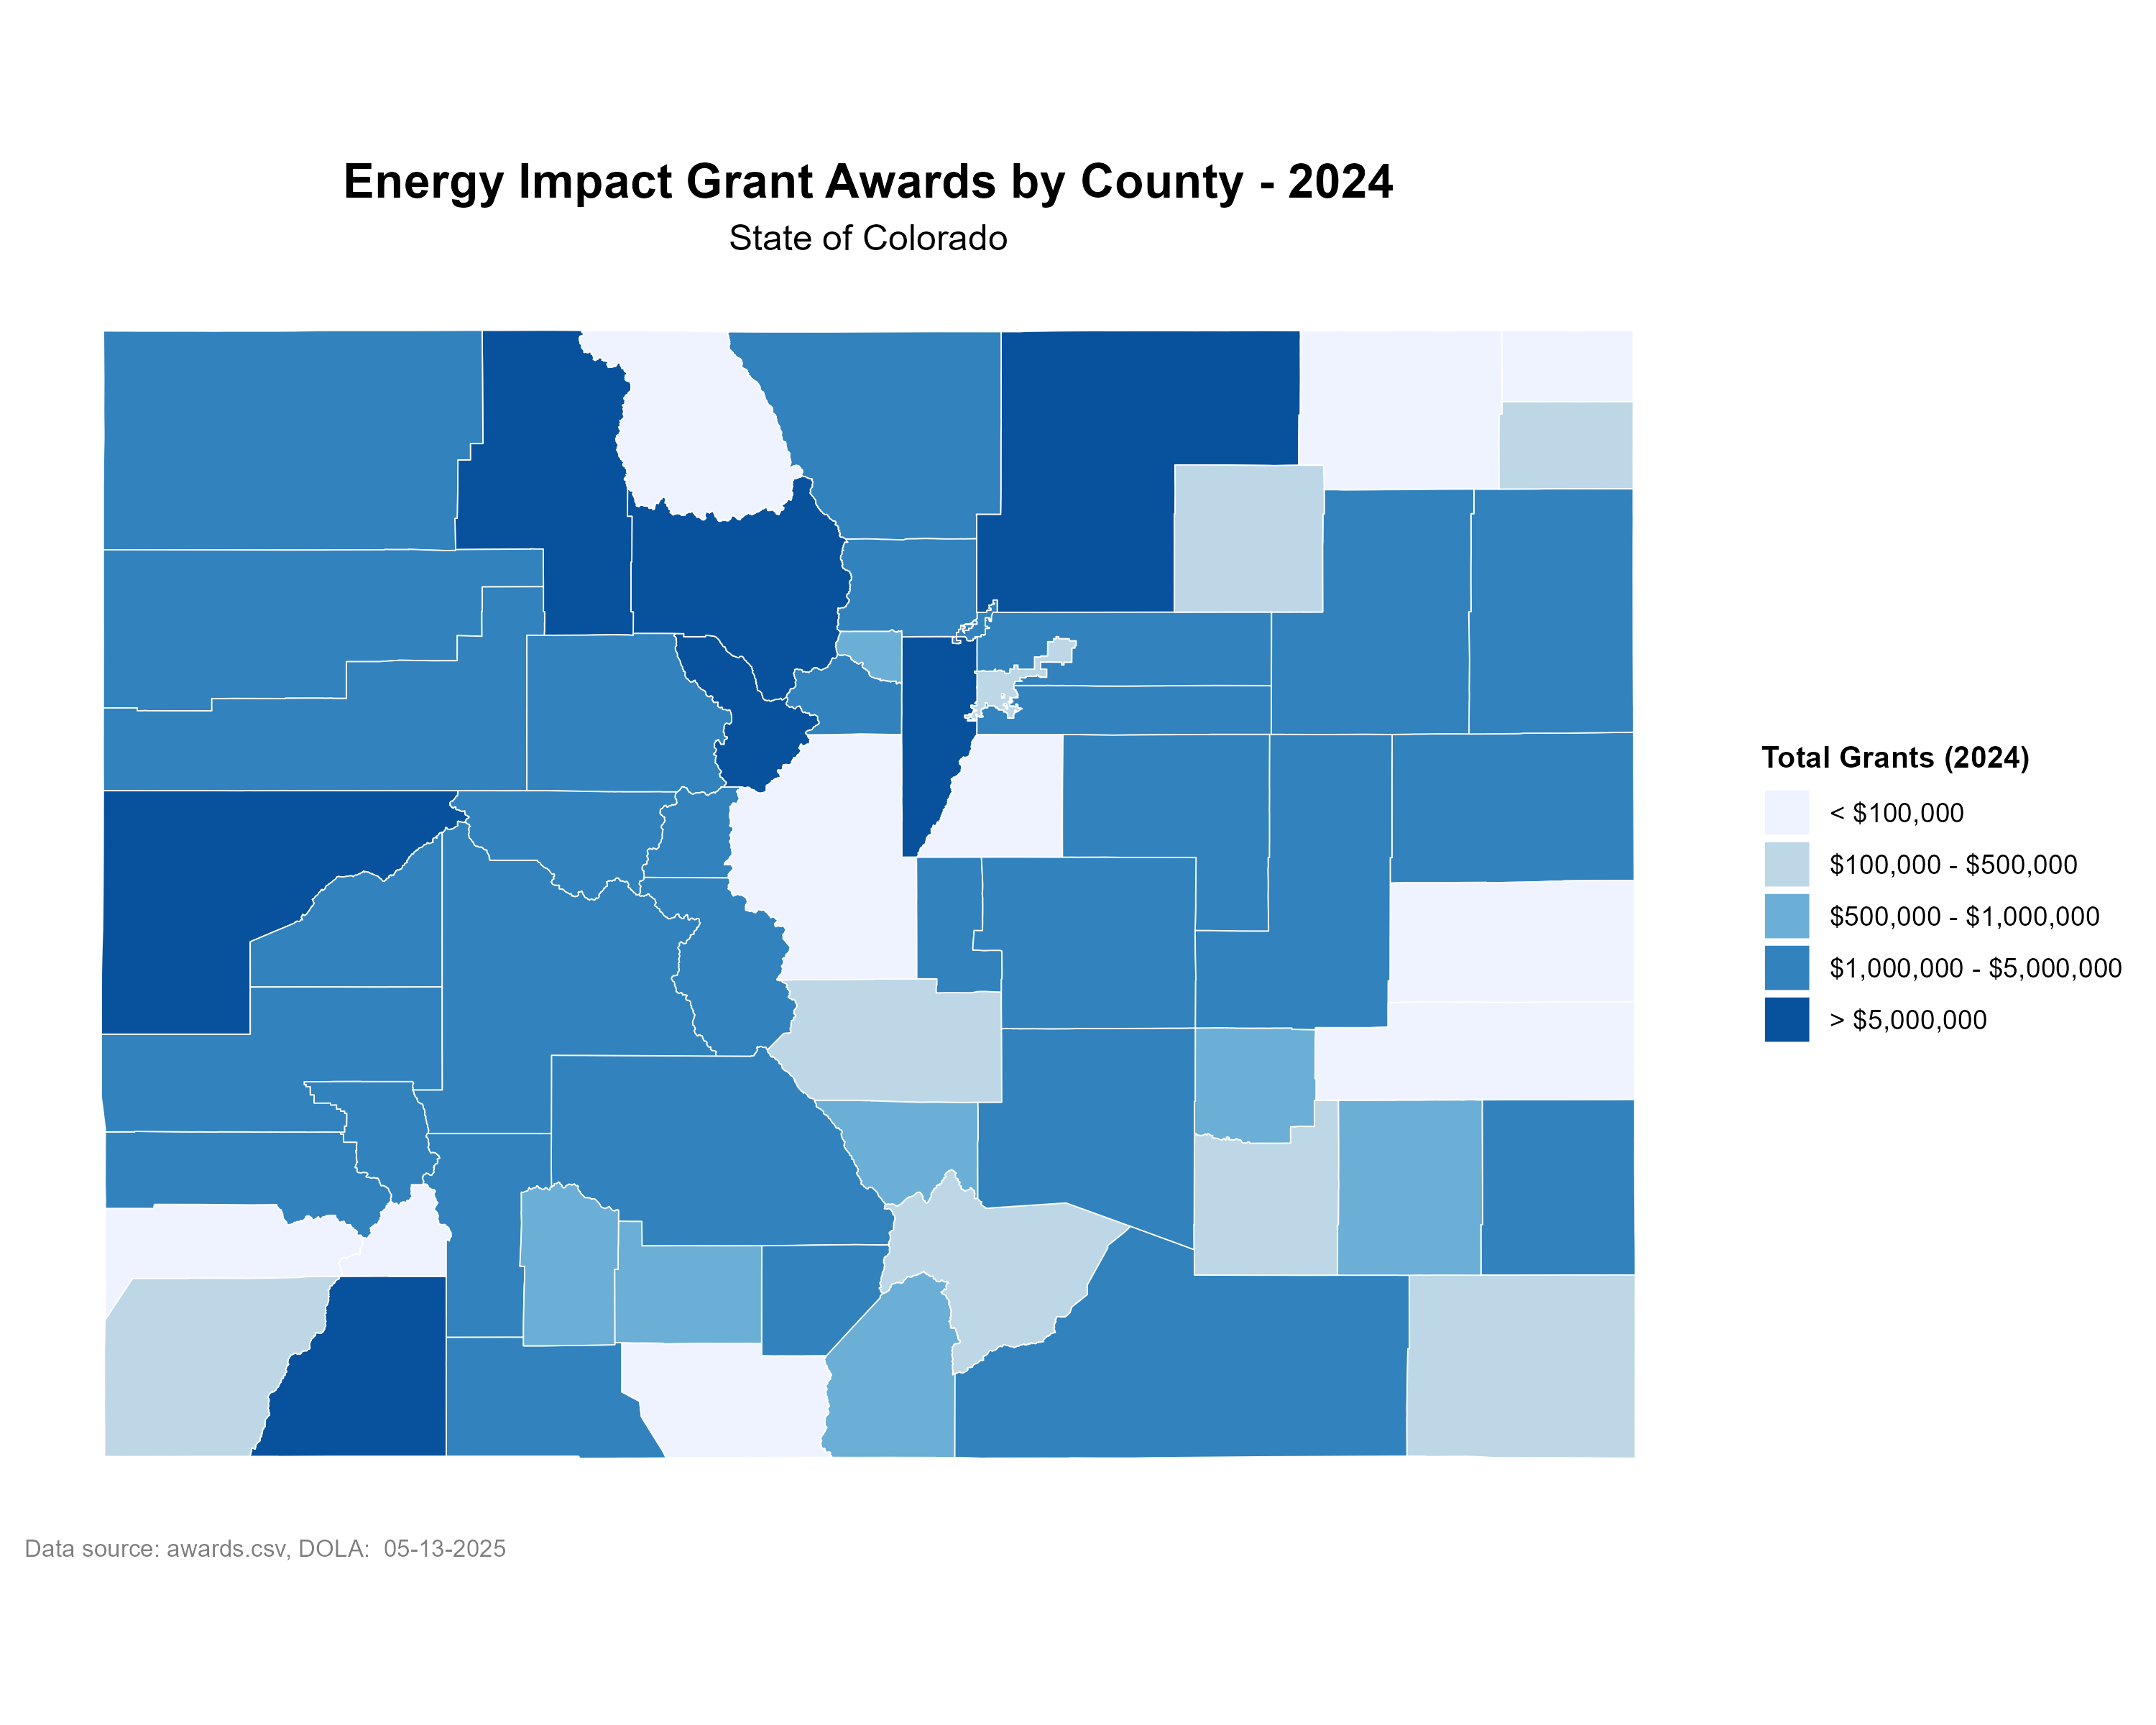 Energy Impact Grant Awards by County - 2024
State of Colorado
Total Grants (2024)
< $100,000
$100,000 - $500,000
$500,000 - $1,000,000
$1,000,000 - $5,000,000
> $5,000,000
Data source: awards.csv, DOLA:  05-13-2025